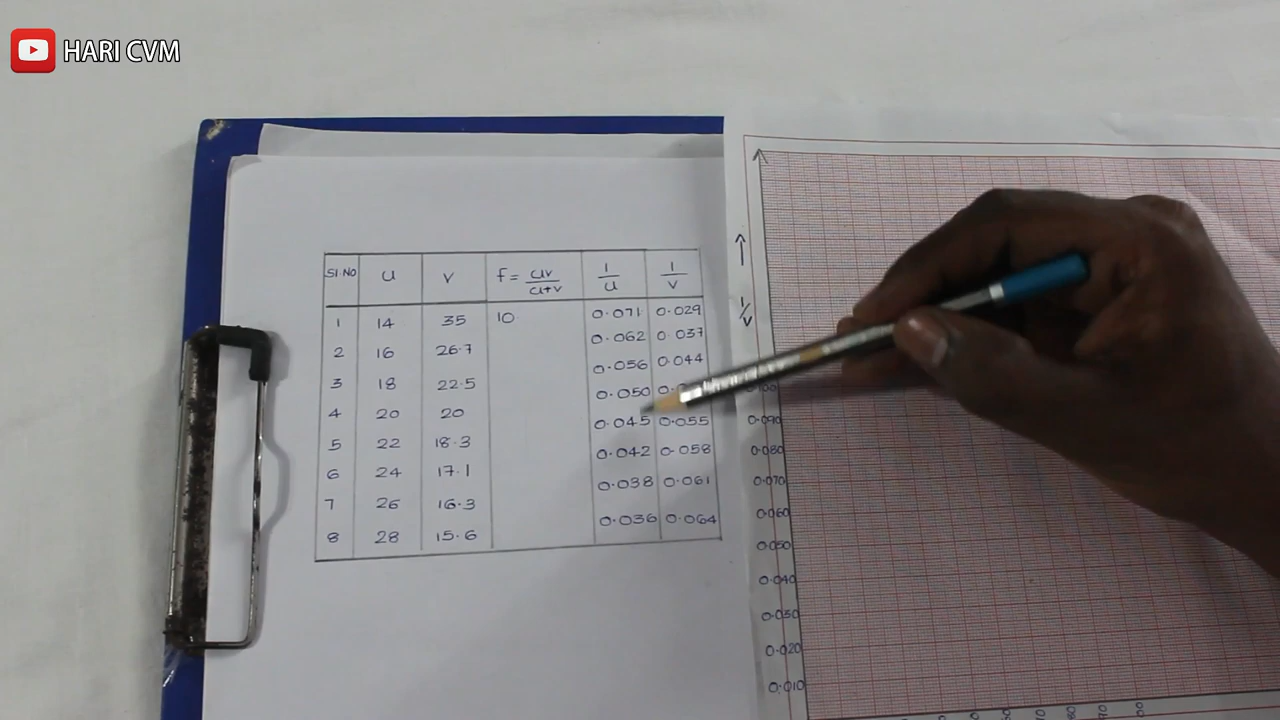 HARI CVM
Sl.No u v f = uv/u+v 1/u 1/v
1 14 35 10 0.071 0.029
2 16 26.7 0.062 0.037
3 18 22.5 0.056 0.044
4 20 20 0.050
5 22 18.3 0.045 0.055
6 24 17.1 0.042 0.058
7 26 16.3 0.038 0.061
8 28 15.6 0.036 0.064
1/v
0.090
0.080
0.070
0.060
0.050
0.040
0.030
0.020
0.010